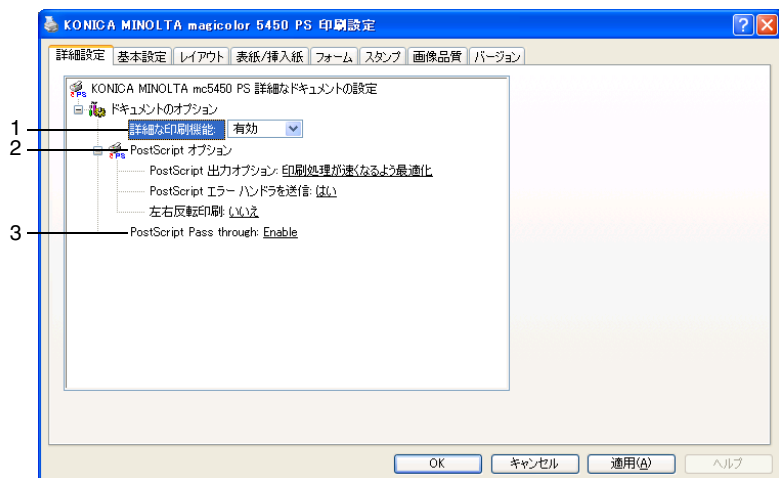 KONICA MINOLTA magicolor 5450 PS 印刷設定
詳細設定 基本設定 レイアウト 表紙/挿入紙 フォーム スタンプ 画像品質 バージョン
KONICA MINOLTA mc5450 PS 詳細なドキュメントの設定
ドキュメントのオプション
1 詳細な印刷機能: 有効
2 PostScript オプション
PostScript 出力オプション: 印刷処理が速くなるよう最適化
PostScript エラー ハンドラを送信: はい
左右反転印刷: いいえ
3 PostScript Pass through: Enable
OK キャンセル 適用(A) ヘルプ